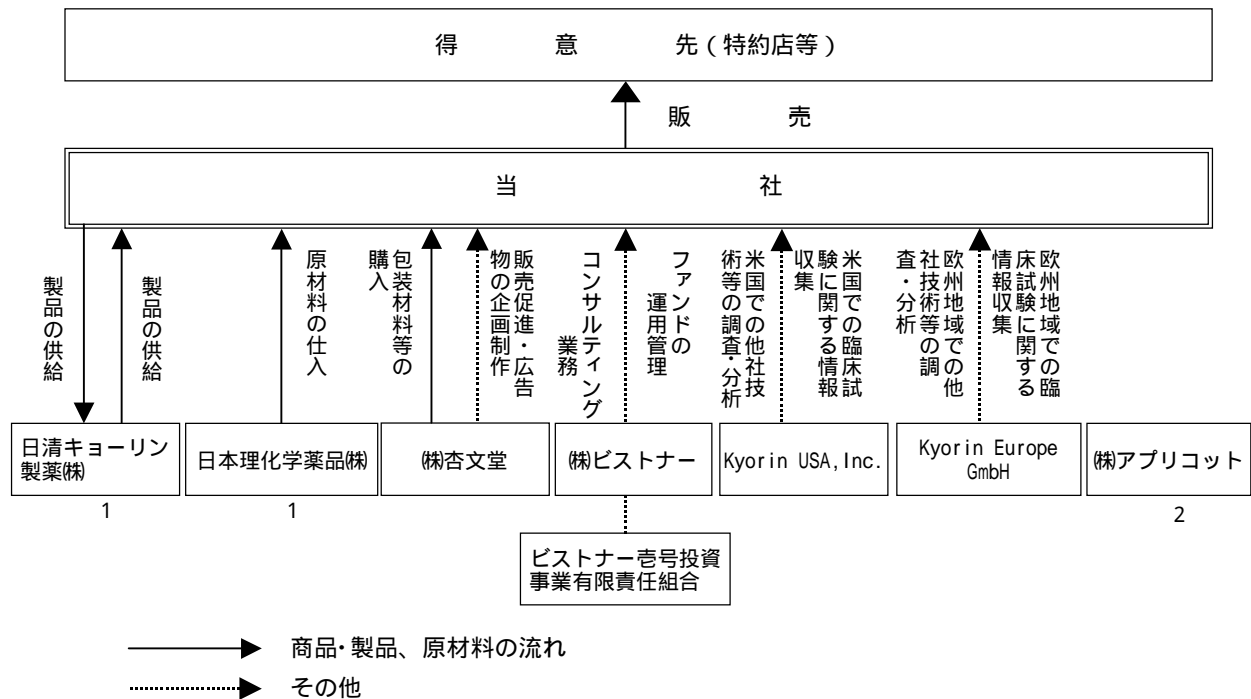 得意先(特約店等)
販売
当社
製品の供給
製品の供給
原材料の仕入
包装材料等の
購入
販売促進・広告
物の企画制作
コンサルティング
業務
ファンドの
運用管理
米国での他社技
術等の調査・分析
米国での臨床試
験に関する情報
収集
欧州地域での他
社技術等の調
査・分析
欧州地域での臨
床試験に関する
情報収集
日清キョーリン
製薬㈱
日本理化学薬品㈱
㈱杏文堂
㈱ビストナー
Kyorin USA,Inc.
Kyorin Europe
GmbH
㈱アプリコット
1
1
2
ビストナー壱号投資
事業有限責任組合
商品・製品、原材料の流れ
その他